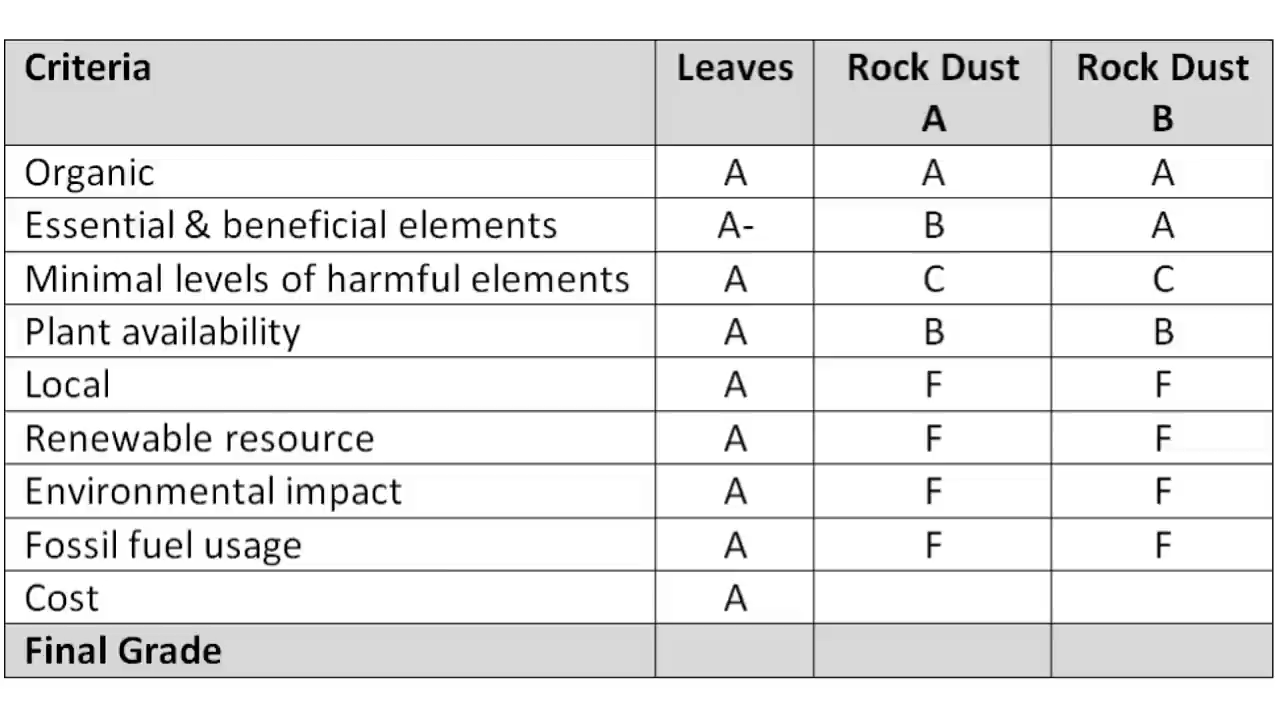 Criteria Leaves Rock Dust A Rock Dust B
Organic A A A
Essential & beneficial elements A- B A
Minimal levels of harmful elements A C C
Plant availability A B B
Local A F F
Renewable resource A F F
Environmental impact A F F
Fossil fuel usage A F F
Cost A
Final Grade